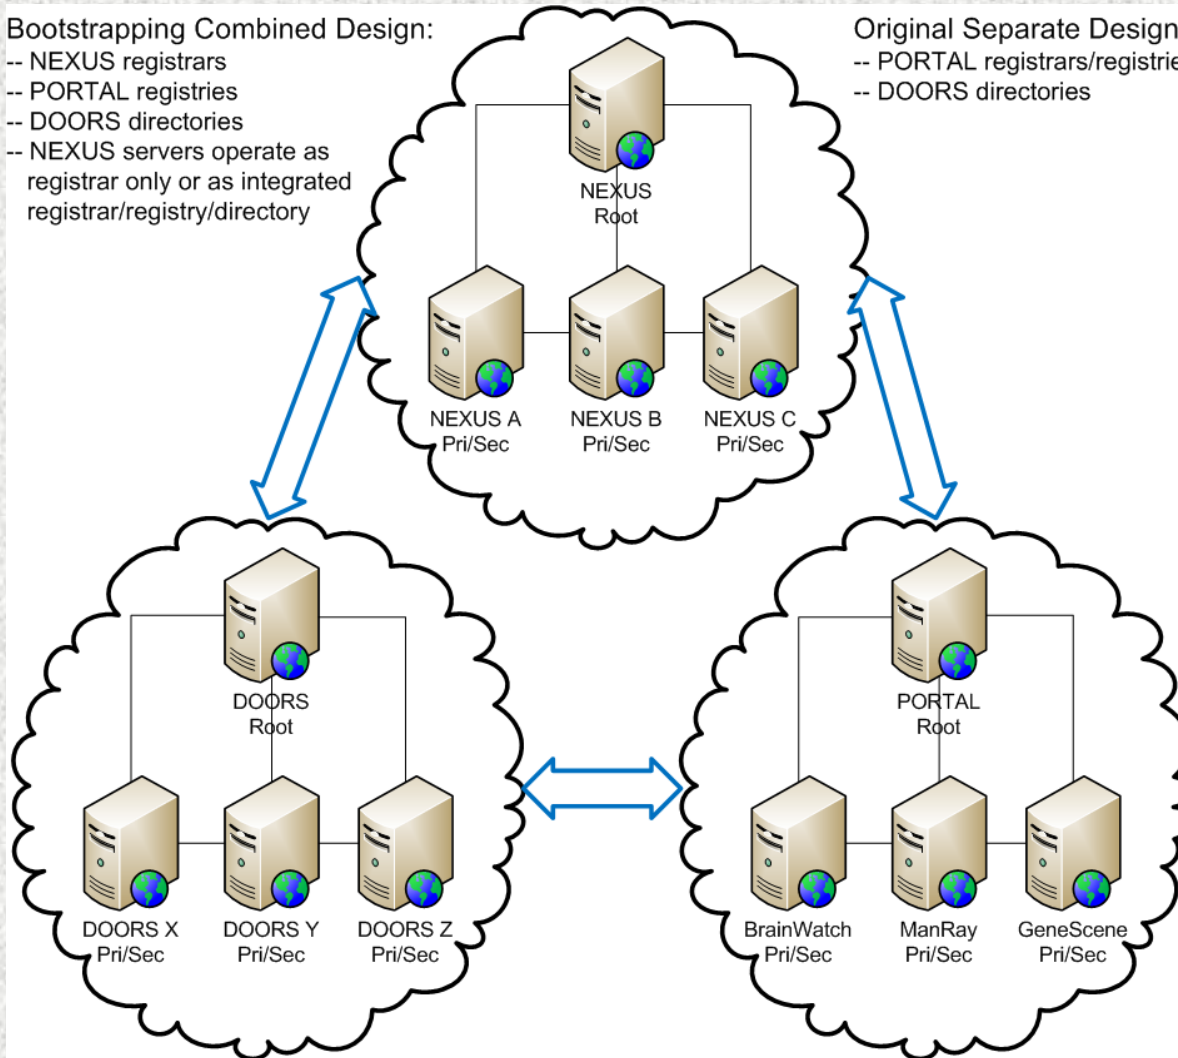 Bootstrapping Combined Design:
-- NEXUS registrars
-- PORTAL registries
-- DOORS directories
-- NEXUS servers operate as
registrar only or as integrated
registrar/registry/directory
Original Separate Design
-- PORTAL registrars/registrie
-- DOORS directories
NEXUS
Root
NEXUS A
Pri/Sec
NEXUS B
Pri/Sec
NEXUS C
Pri/Sec
DOORS
Root
DOORS X
Pri/Sec
DOORS Y
Pri/Sec
DOORS Z
Pri/Sec
PORTAL
Root
BrainWatch
Pri/Sec
ManRay
Pri/Sec
GeneScene
Pri/Sec